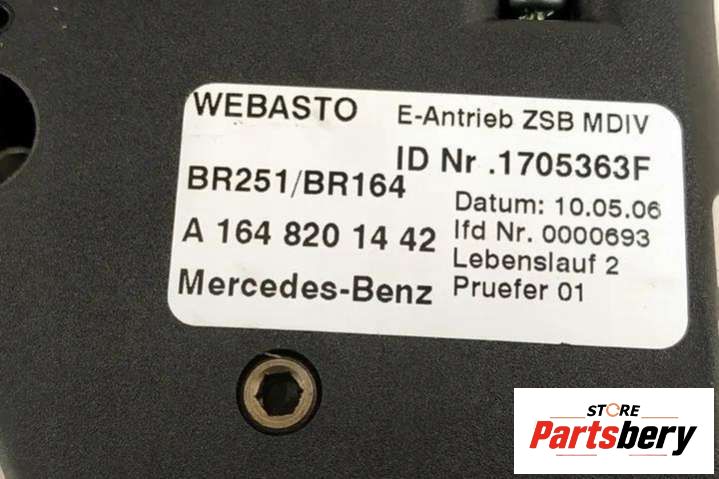 WEBASTO
E-Antrieb ZSB MDIV
ID Nr .1705363F
BR251/BR164
Datum: 10.05.06
A 164 820 14 42
lfd Nr. 0000693
Lebenslauf 2
Mercedes-Benz
Pruefer 01
STORE
Partsbery